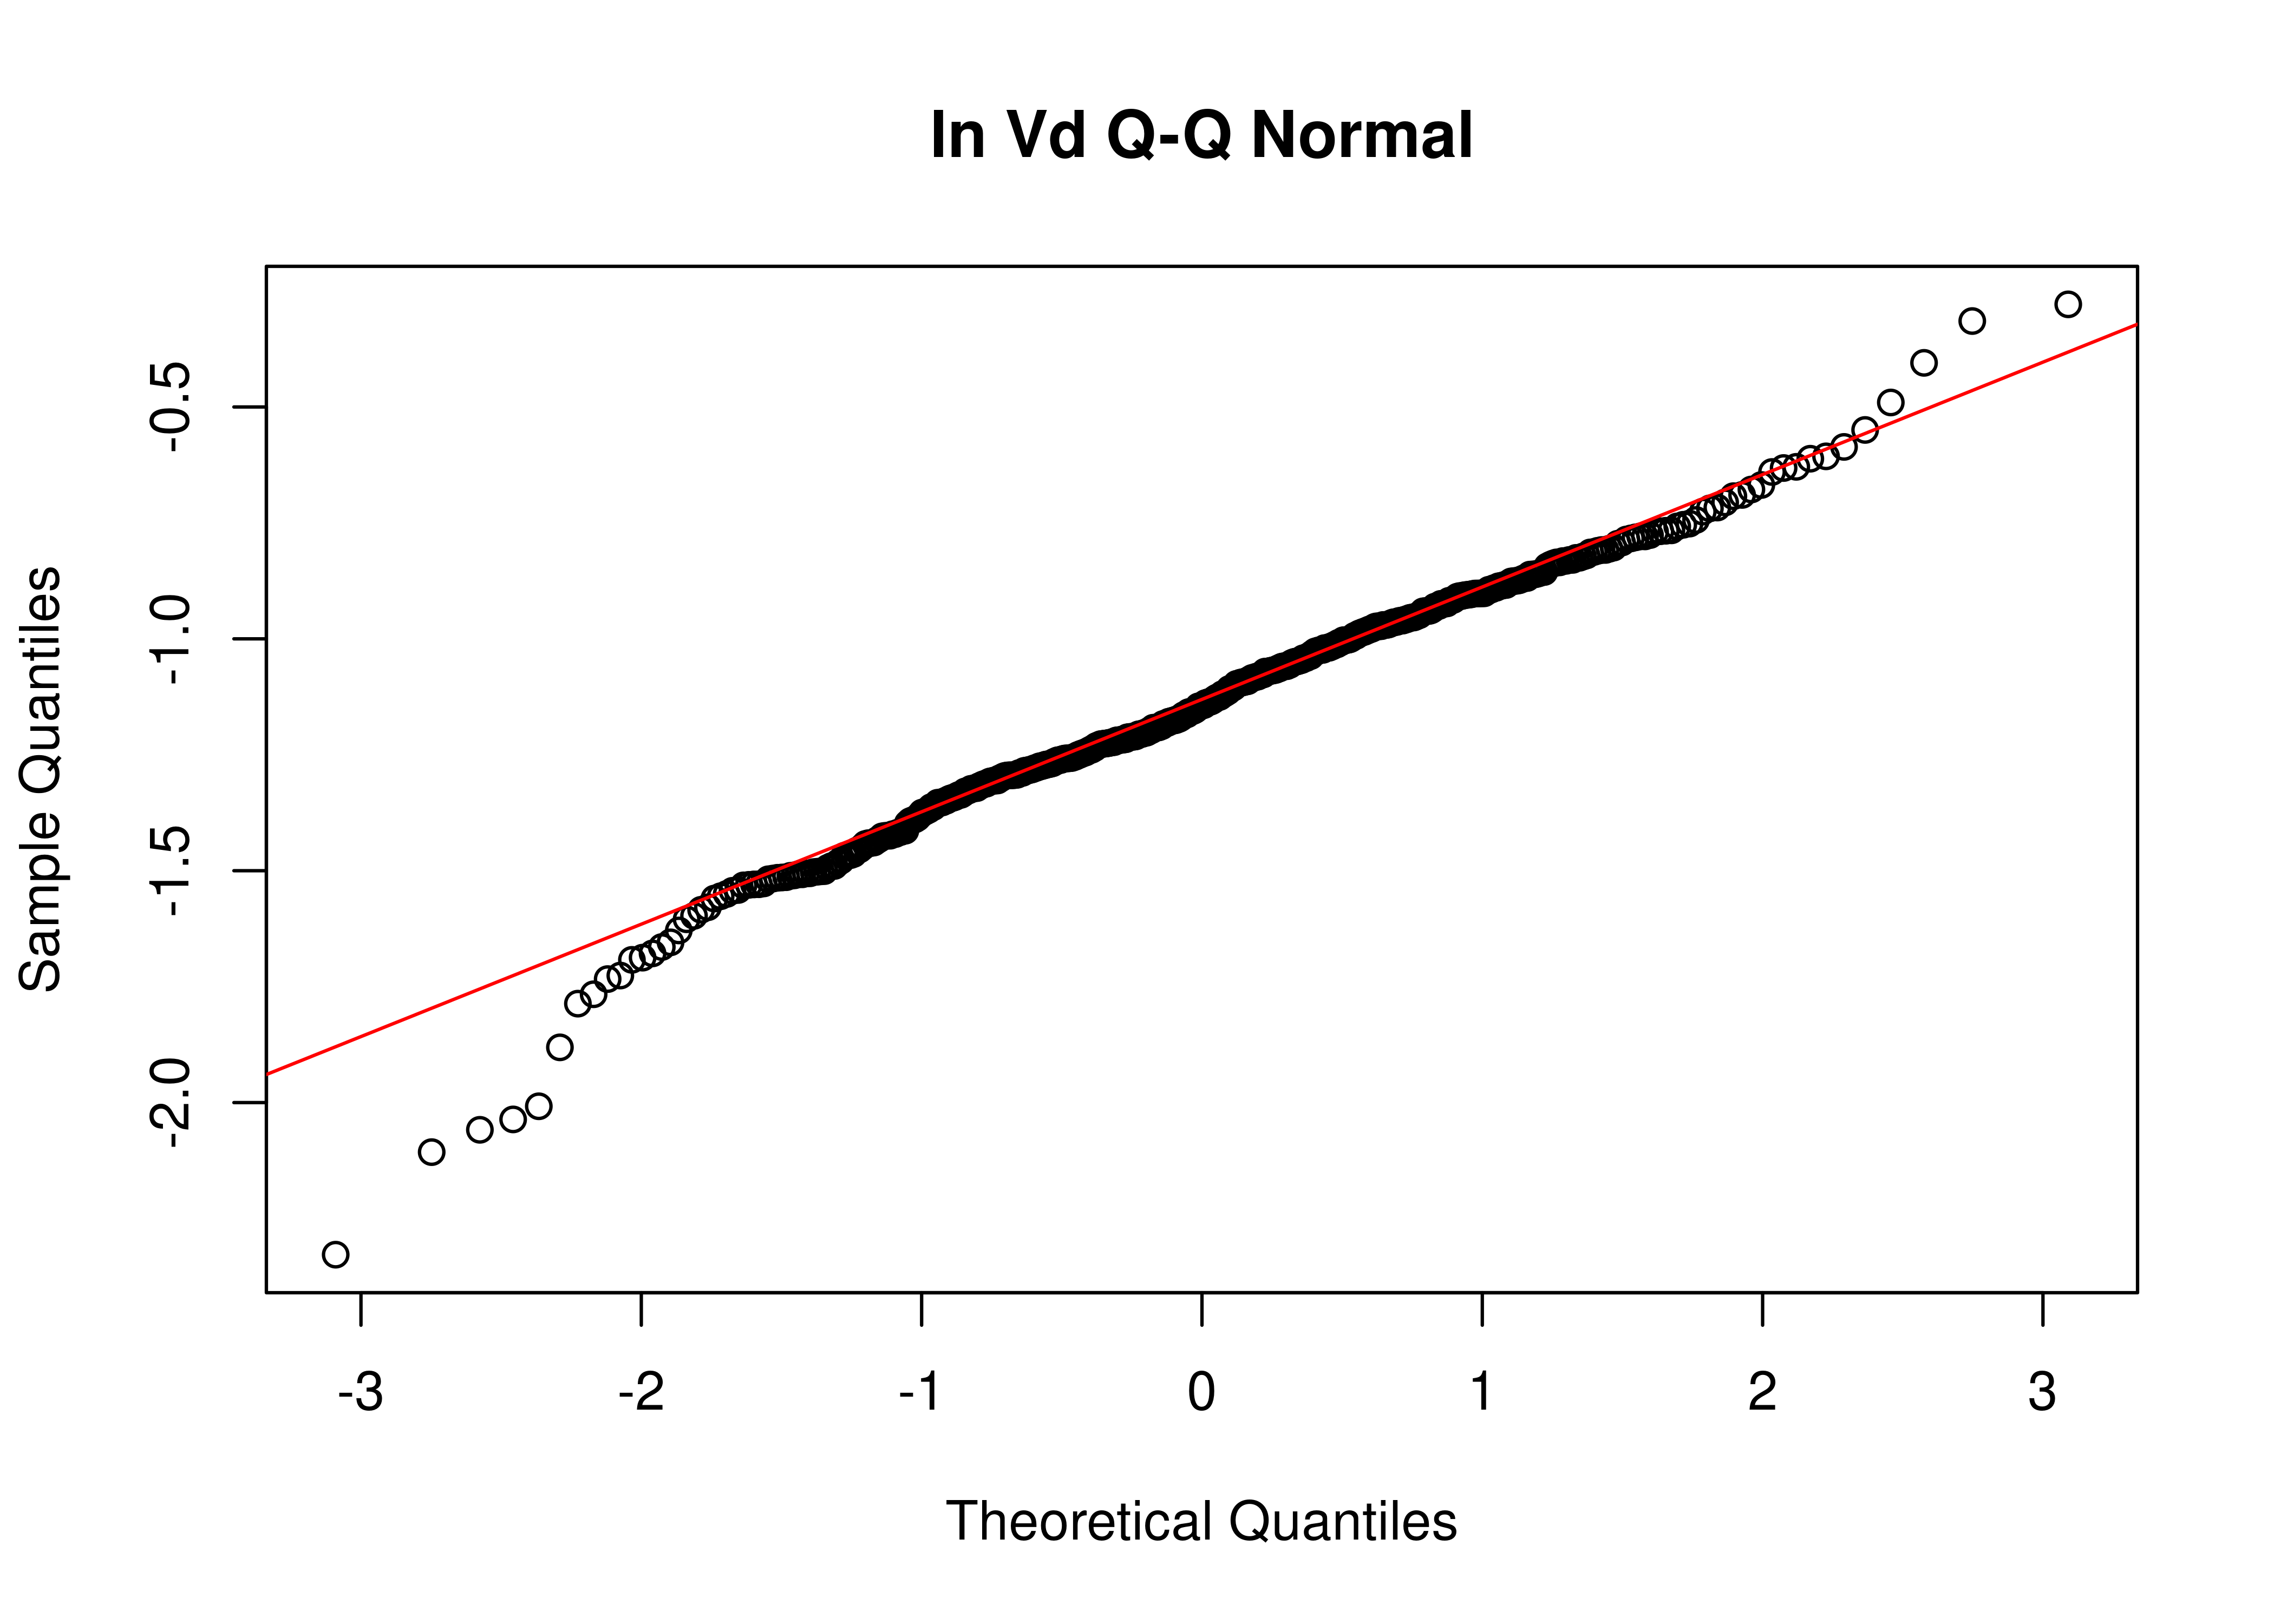 ln Vd Q-Q Normal
Sample Quantiles
-0.5
-1.0
-1.5
-2.0
-3 -2 -1 0 1 2 3
Theoretical Quantiles